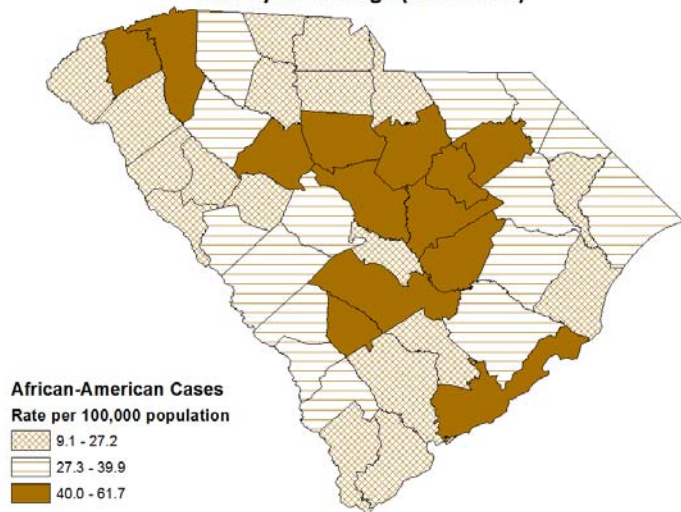 African-American Cases
Rate per 100,000 population
9.1 - 27.2
27.3 - 39.9
40.0 - 61.7